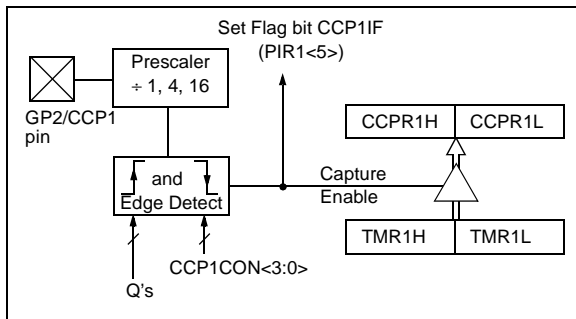 Set Flag bit CCP1IF
(PIR1<5>)
Prescaler
÷ 1, 4, 16
GP2/CCP1
pin
CCPR1H CCPR1L
and
Edge Detect
Capture
Enable
TMR1H TMR1L
CCP1CON<3:0>
Q's